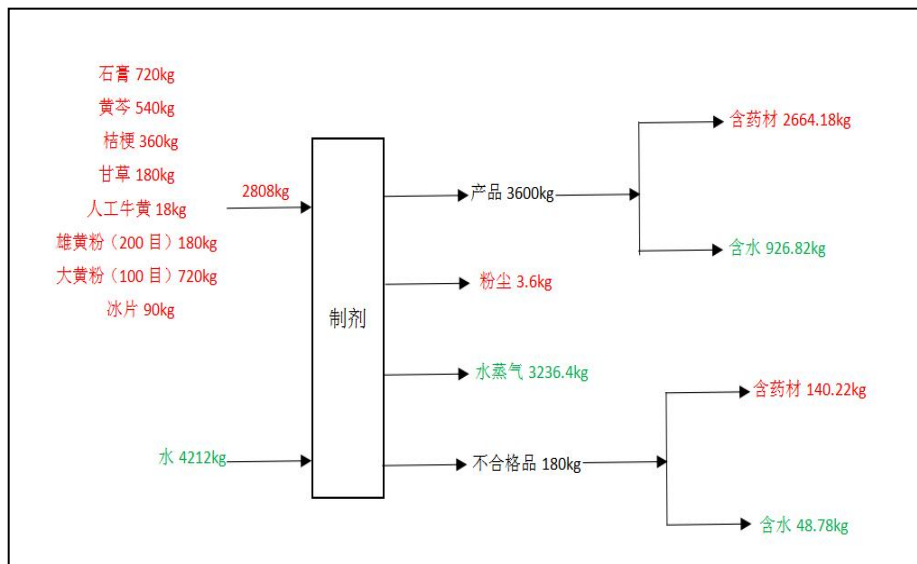 石膏 720kg
黄芩 540kg
桔梗 360kg
甘草 180kg
人工牛黄 18kg
雄黄粉（200 目）180kg
大黄粉（100 目）720kg
冰片 90kg
2808kg
水 4212kg
制剂
产品 3600kg
含药材 2664.18kg
含水 926.82kg
粉尘 3.6kg
水蒸气 3236.4kg
不合格品 180kg
含药材 140.22kg
含水 48.78kg